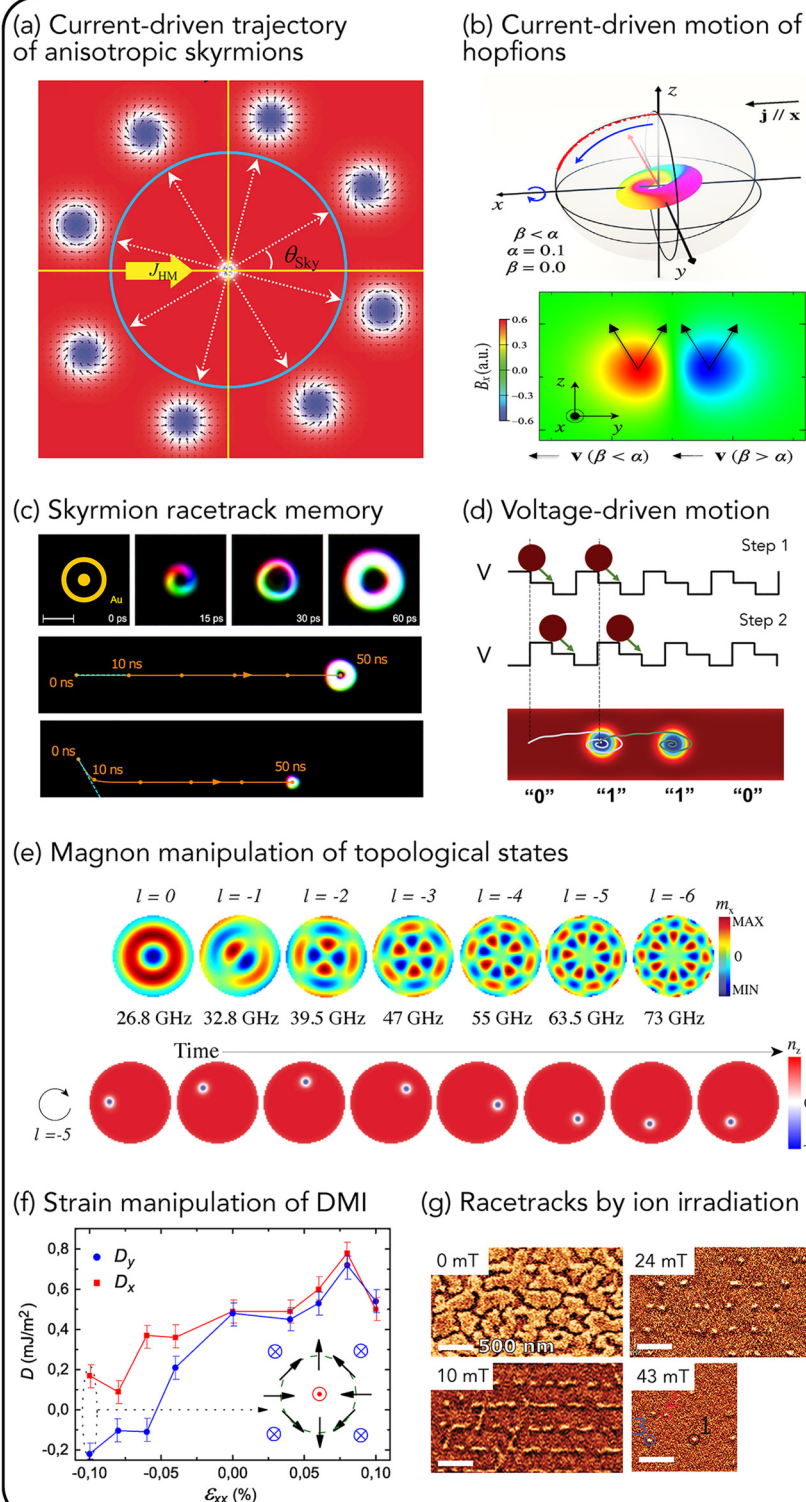 (a) Current-driven trajectory
of anisotropic skyrmions
J_HM
θ_Sky
(b) Current-driven motion of
hopfions
z
j // x
x
β < α
α = 0.1
β = 0.0
y
B_x (a.u.)
0.6
0.3
0.0
−0.3
−0.6
z
x
y
v (β < α)
v (β > α)
(c) Skyrmion racetrack memory
Au
0 ps
15 ps
30 ps
60 ps
0 ns
10 ns
50 ns
0 ns
10 ns
50 ns
(d) Voltage-driven motion
Step 1
V
Step 2
V
“0”
“1”
“1”
“0”
(e) Magnon manipulation of topological states
l = 0
l = -1
l = -2
l = -3
l = -4
l = -5
l = -6
m_x
MAX
0
MIN
26.8 GHz
32.8 GHz
39.5 GHz
47 GHz
55 GHz
63.5 GHz
73 GHz
Time
n_z
l=-5
(f) Strain manipulation of DMI
D_y
D_x
D (mJ/m²)
0,8
0,6
0,4
0,2
0,0
-0,2
-0,10
-0,05
0,00
0,05
0,10
ε_xx (%)
(g) Racetracks by ion irradiation
0 mT
500 nm
24 mT
10 mT
43 mT
2
3
1